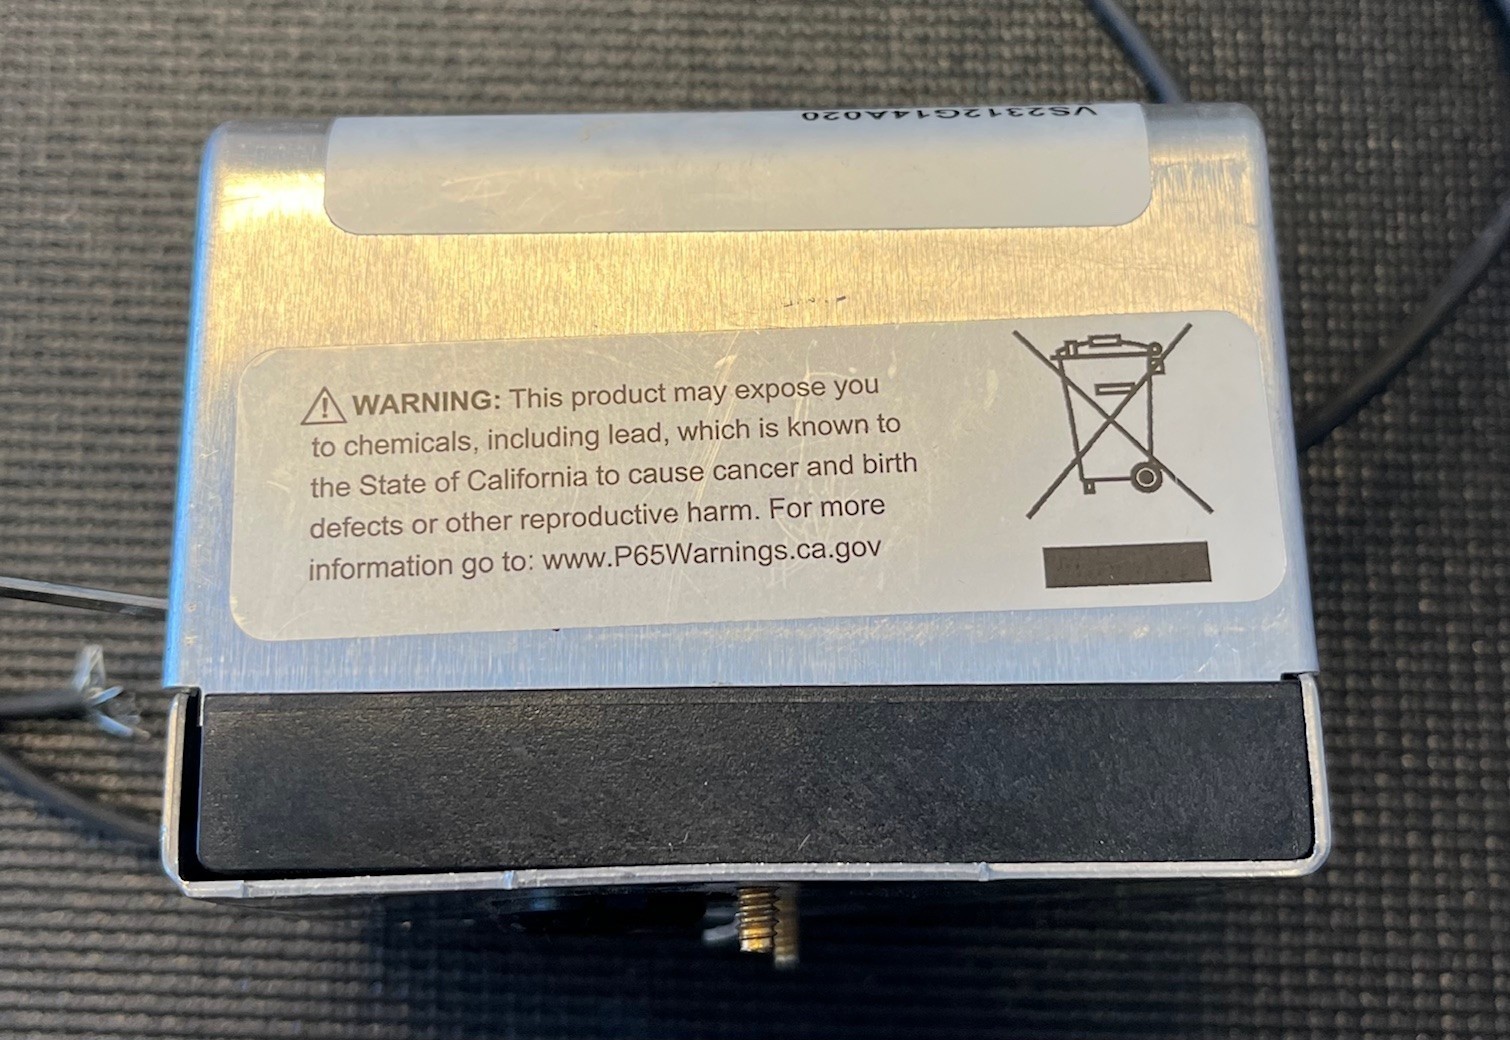 VS2312G14A020
⚠ WARNING: This product may expose you
to chemicals, including lead, which is known to
the State of California to cause cancer and birth
defects or other reproductive harm. For more
information go to: www.P65Warnings.ca.gov